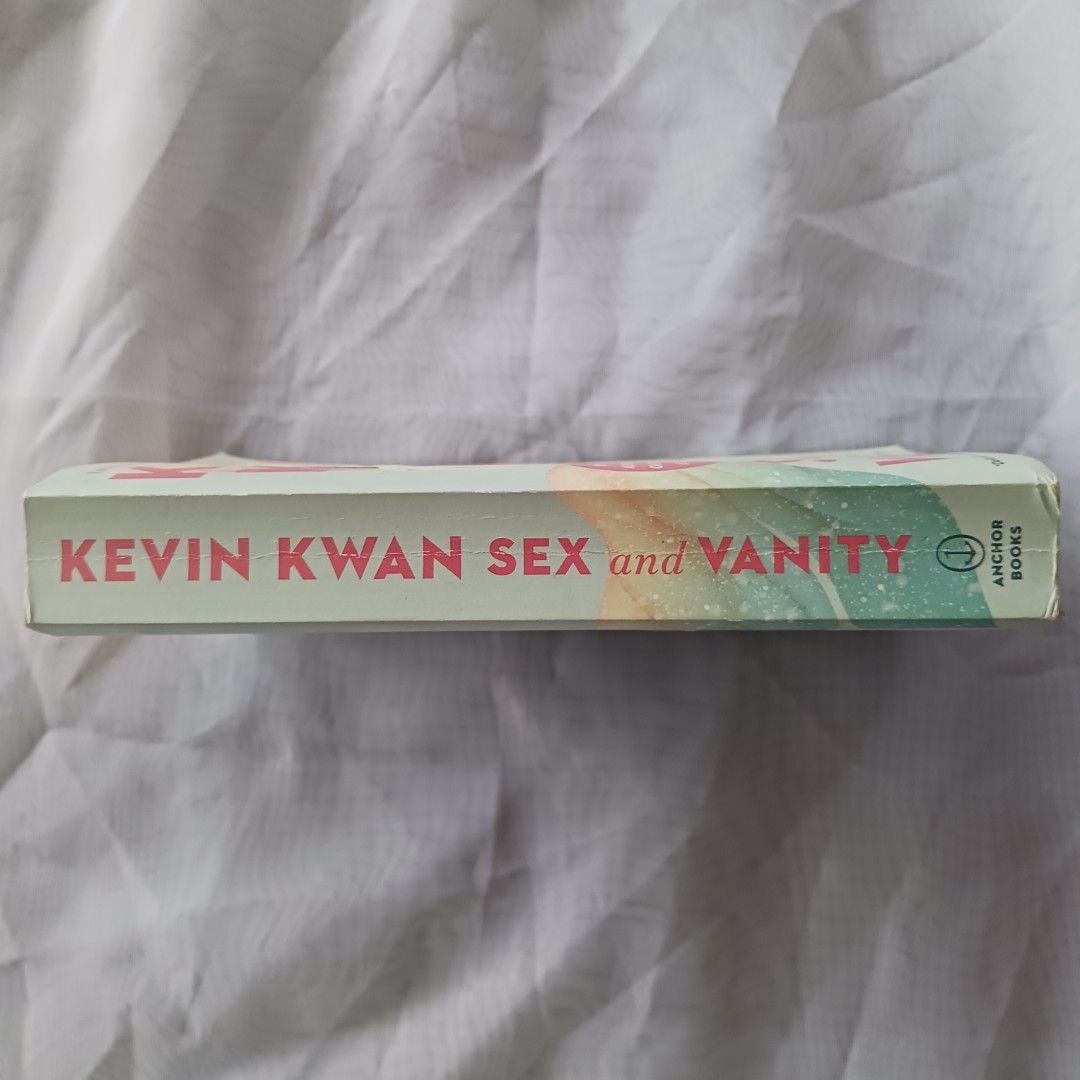 KEVIN KWAN SEX and VANITY
ANCHOR
BOOKS